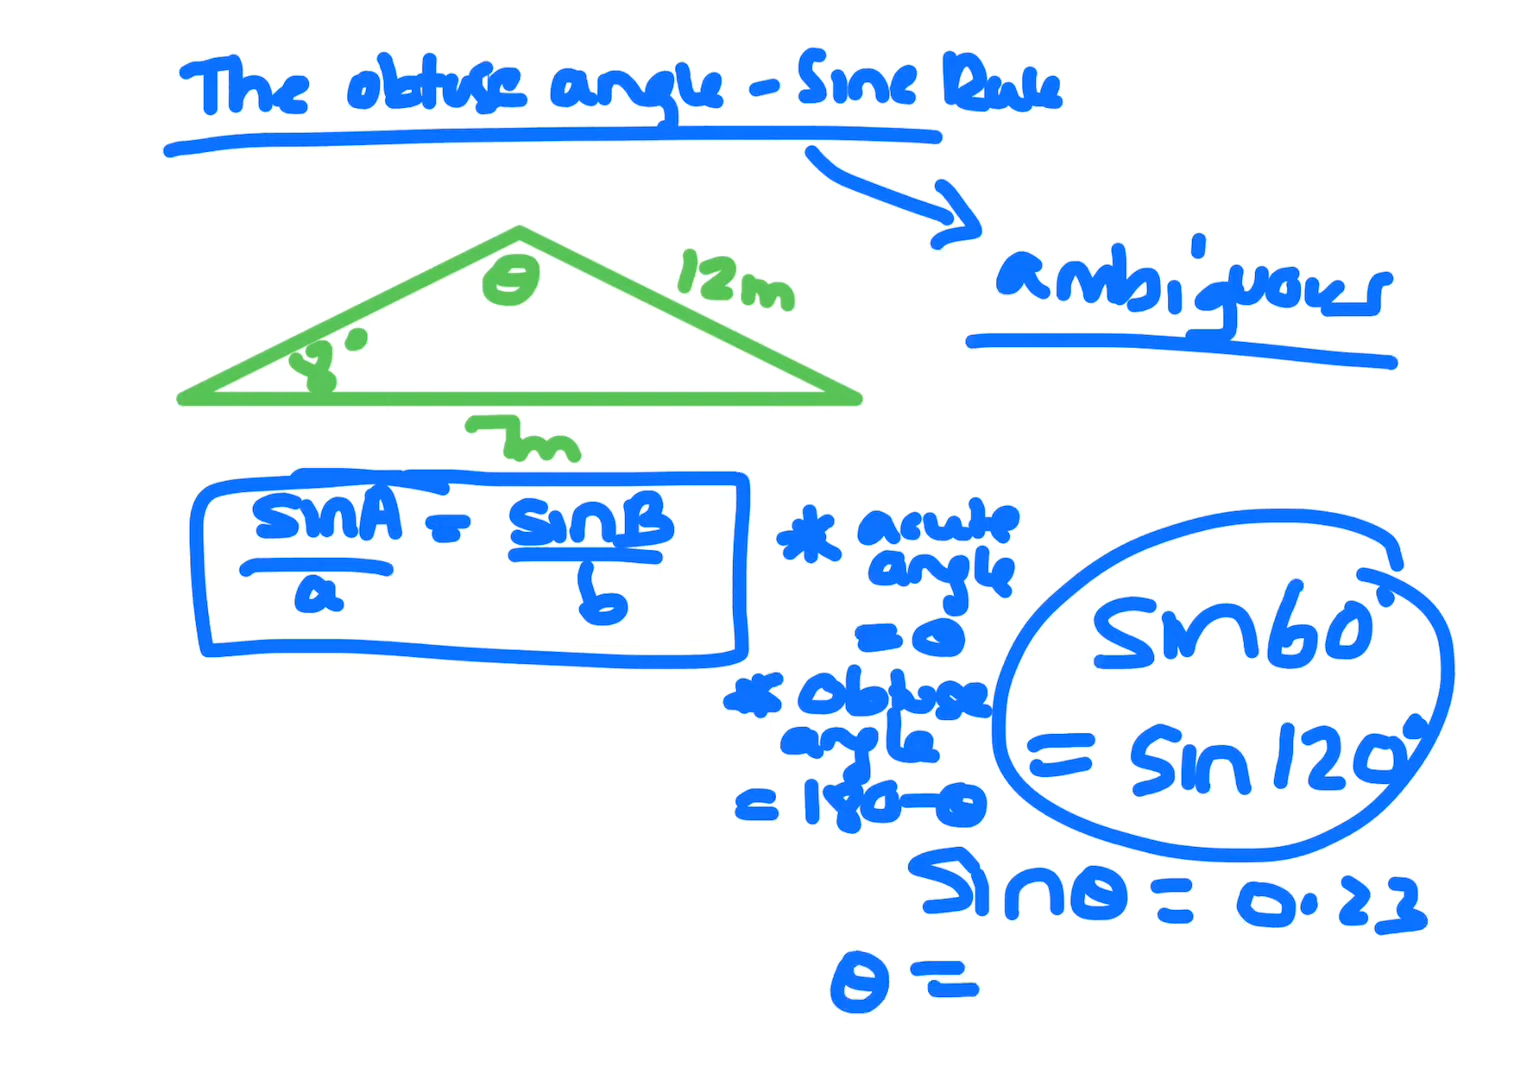 The obtuse angle - Sine Rule
ambiguous
θ
12m
8°
7m
sinA = sinB
a b
* acute
angle
= θ
* obtuse
angle
= 180-θ
sin60°
= sin120°
sinθ = 0.23
θ =